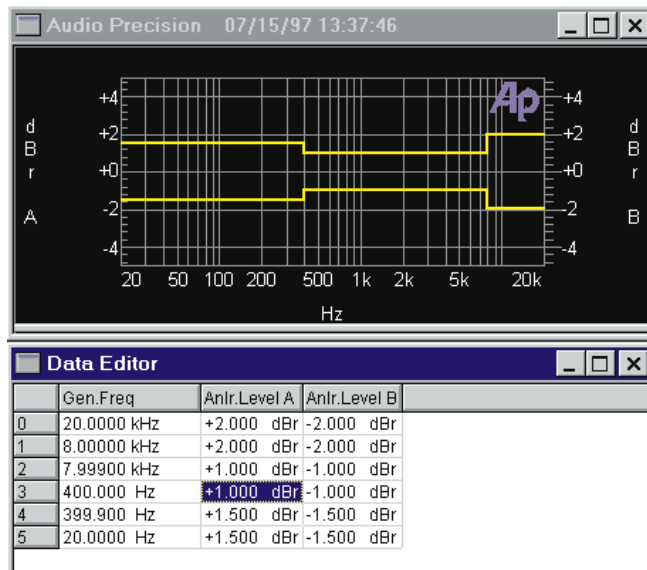 Audio Precision 07/15/97 13:37:46
Ap
+4 +4
d +2 +2 d
B B
r +0 +0 r
-2 -2
A B
-4 -4
20 50 100 200 500 1k 2k 5k 20k
Hz
Data Editor
Gen.Freq Anlr.Level A Anlr.Level B
0 20.0000 kHz +2.000 dBr -2.000 dBr
1 8.00000 kHz +2.000 dBr -2.000 dBr
2 7.99900 kHz +1.000 dBr -1.000 dBr
3 400.000 Hz +1.000 dBr -1.000 dBr
4 399.900 Hz +1.500 dBr -1.500 dBr
5 20.0000 Hz +1.500 dBr -1.500 dBr